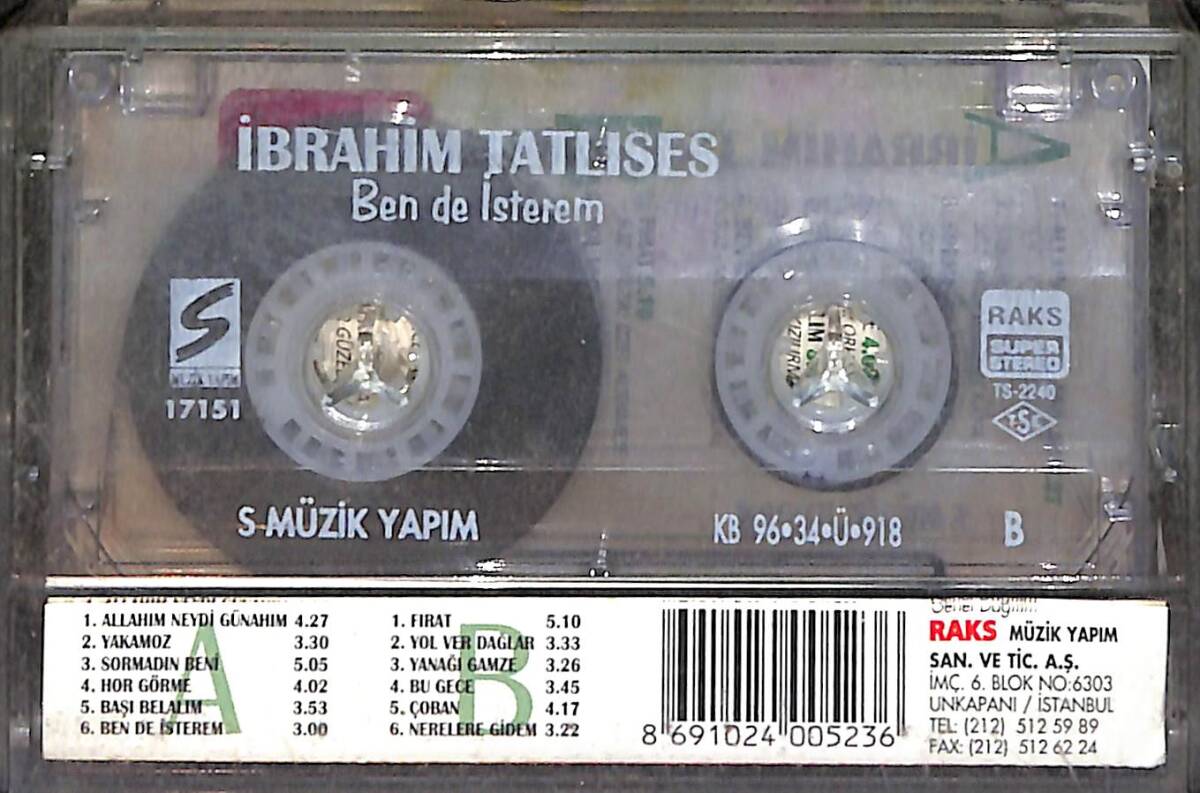 İBRAHİM TATLISES
Ben de İsterem
S
17151
GÜZE
RAKS
SUPER
STEREO
TS-2240
TSE
S MÜZİK YAPIM
KB 96•34•Ü•918
B
A
1. ALLAHIM NEYDİ GÜNAHIM 4.27
2. YAKAMOZ 3.30
3. SORMADIN BENİ 5.05
4. HOR GÖRME 4.02
5. BAŞI BELALIM 3.53
6. BEN DE İSTEREM 3.00
B
1. FIRAT 5.10
2. YOL VER DAĞLAR 3.33
3. YANAĞI GAMZE 3.26
4. BU GECE 3.45
5. ÇOBAN 4.17
6. NERELERE GİDEM 3.22
8 691024 005236
Genel Dağıtım
RAKS MÜZİK YAPIM
SAN. VE TİC. A.Ş.
İMÇ. 6. BLOK NO:6303
UNKAPANI / İSTANBUL
TEL: (212) 512 59 89
FAX: (212) 512 62 24